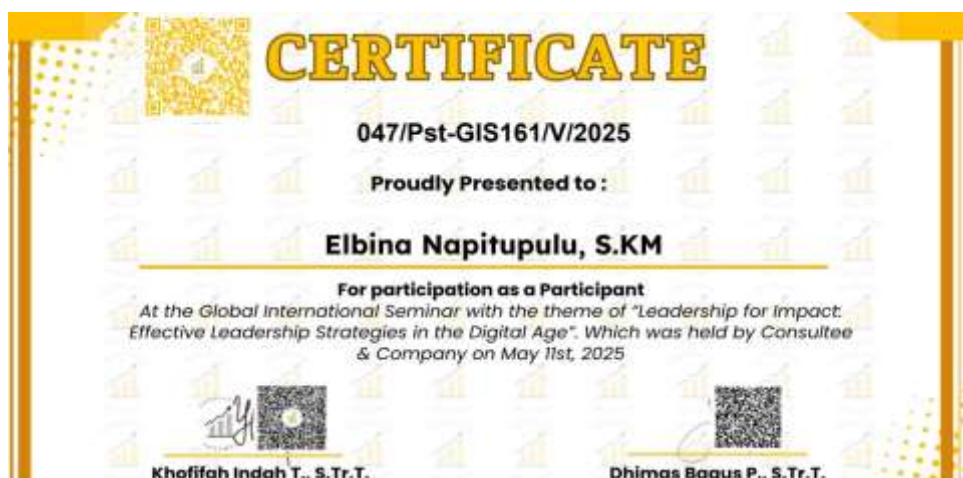 CERTIFICATE
047/Pst-GIS161/V/2025
Proudly Presented to :
Elbina Napitupulu, S.KM
For participation as a Participant
At the Global International Seminar with the theme of "Leadership for Impact:
Effective Leadership Strategies in the Digital Age". Which was held by Consultee
& Company on May 11st, 2025
Khofifah Indah T., S.Tr.T. Dhimas Bagus P., S.Tr.T.